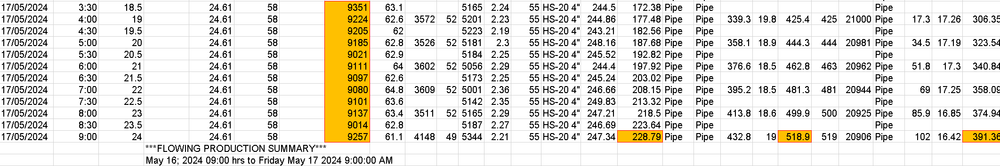 17/05/2024 3:30 18.5 24.61 58 9351 63.1 5165 2.24 55 HS-20 4" 244.5 172.38 Pipe Pipe Pipe
17/05/2024 4:00 19 24.61 58 9224 62.6 3572 52 5201 2.23 55 HS-20 4" 244.86 177.48 Pipe Pipe 339.3 19.8 425.4 425 21000 Pipe 17.3 17.26 306.35
17/05/2024 4:30 19.5 24.61 58 9205 62 5223 2.19 55 HS-20 4" 243.21 182.56 Pipe Pipe Pipe
17/05/2024 5:00 20 24.61 58 9185 62.8 3526 52 5181 2.3 55 HS-20 4" 248.16 187.68 Pipe Pipe 358.1 18.9 444.3 444 20981 Pipe 34.5 17.19 323.54
17/05/2024 5:30 20.5 24.61 58 9021 62.9 5184 2.25 55 HS-20 4" 245.52 192.82 Pipe Pipe Pipe
17/05/2024 6:00 21 24.61 58 9111 64 3602 52 5056 2.29 55 HS-20 4" 244.4 197.92 Pipe Pipe 376.6 18.5 462.8 463 20962 Pipe 51.8 17.3 340.84
17/05/2024 6:30 21.5 24.61 58 9097 62.6 5173 2.25 55 HS-20 4" 245.24 203.02 Pipe Pipe Pipe
17/05/2024 7:00 22 24.61 58 9080 64.8 3609 52 5001 2.36 55 HS-20 4" 246.66 208.15 Pipe Pipe 395.2 18.5 481.3 481 20944 Pipe 69 17.25 358.09
17/05/2024 7:30 22.5 24.61 58 9101 63.6 5142 2.35 55 HS-20 4" 249.83 213.32 Pipe Pipe Pipe
17/05/2024 8:00 23 24.61 58 9137 63.4 3511 52 5165 2.29 55 HS-20 4" 247.21 218.5 Pipe Pipe 413.8 18.6 499.9 500 20925 Pipe 85.9 16.85 374.94
17/05/2024 8:30 23.5 24.61 58 9014 62.8 5187 2.27 55 HS-20 4" 246.69 223.64 Pipe Pipe Pipe
17/05/2024 9:00 24 24.61 58 9257 61.1 4148 49 5344 2.21 55 HS-20 4" 247.34 228.79 Pipe Pipe 432.8 19 518.9 519 20906 Pipe 102 16.42 391.36
***FLOWING PRODUCTION SUMMARY***
May 16; 2024 09:00 hrs to Friday May 17 2024 9:00:00 AM